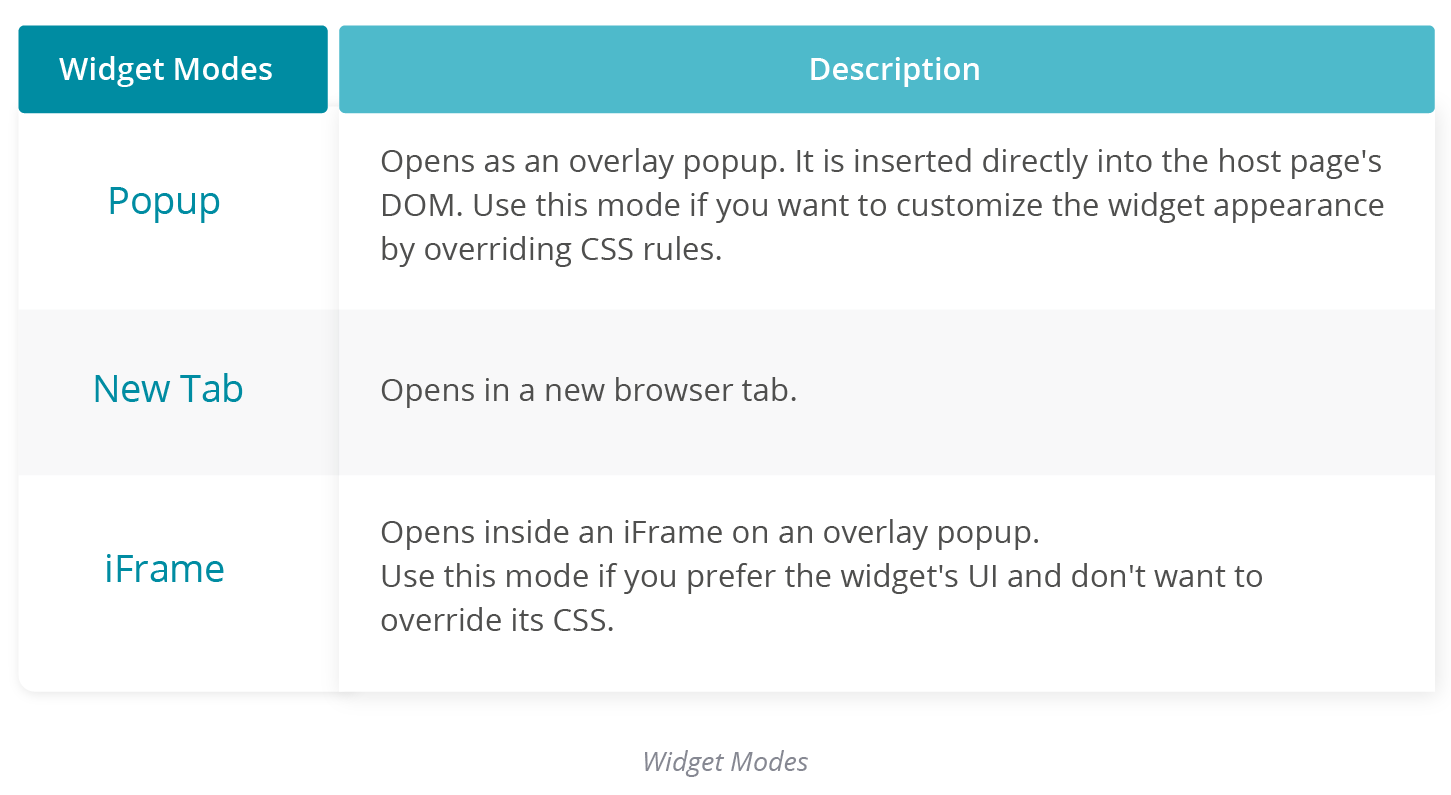 Widget Modes
Description
Popup
Opens as an overlay popup. It is inserted directly into the host page's
DOM. Use this mode if you want to customize the widget appearance
by overriding CSS rules.
New Tab
Opens in a new browser tab.
iFrame
Opens inside an iFrame on an overlay popup.
Use this mode if you prefer the widget's UI and don't want to
override its CSS.
Widget Modes